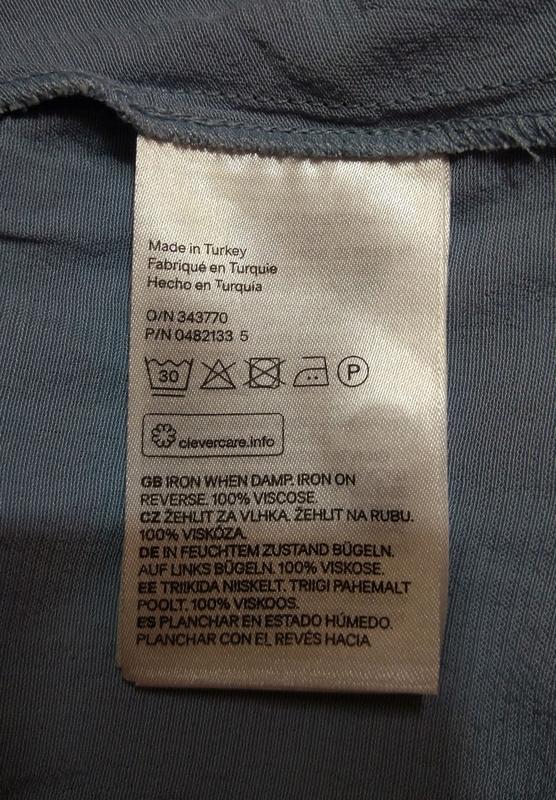 Made in Turkey
Fabriqué en Turquie
Hecho en Turquía
O/N 343770
P/N 0482133 5
30
P
clevercare.info
GB IRON WHEN DAMP. IRON ON
REVERSE. 100% VISCOSE.
CZ ŽEHLIT ZA VLHKA. ŽEHLIT NA RUBU.
100% VISKÓZA.
DE IN FEUCHTEM ZUSTAND BÜGELN.
AUF LINKS BÜGELN. 100% VISKOSE.
EE TRIIKIDA NIISKELT. TRIIGI PAHEMALT
POOLT. 100% VISKOOS.
ES PLANCHAR EN ESTADO HÚMEDO.
PLANCHAR CON EL REVÉS HACIA